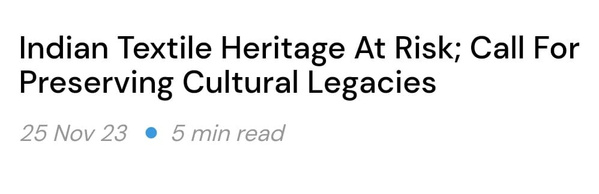 Indian Textile Heritage At Risk; Call For
Preserving Cultural Legacies
25 Nov 23 ● 5 min read